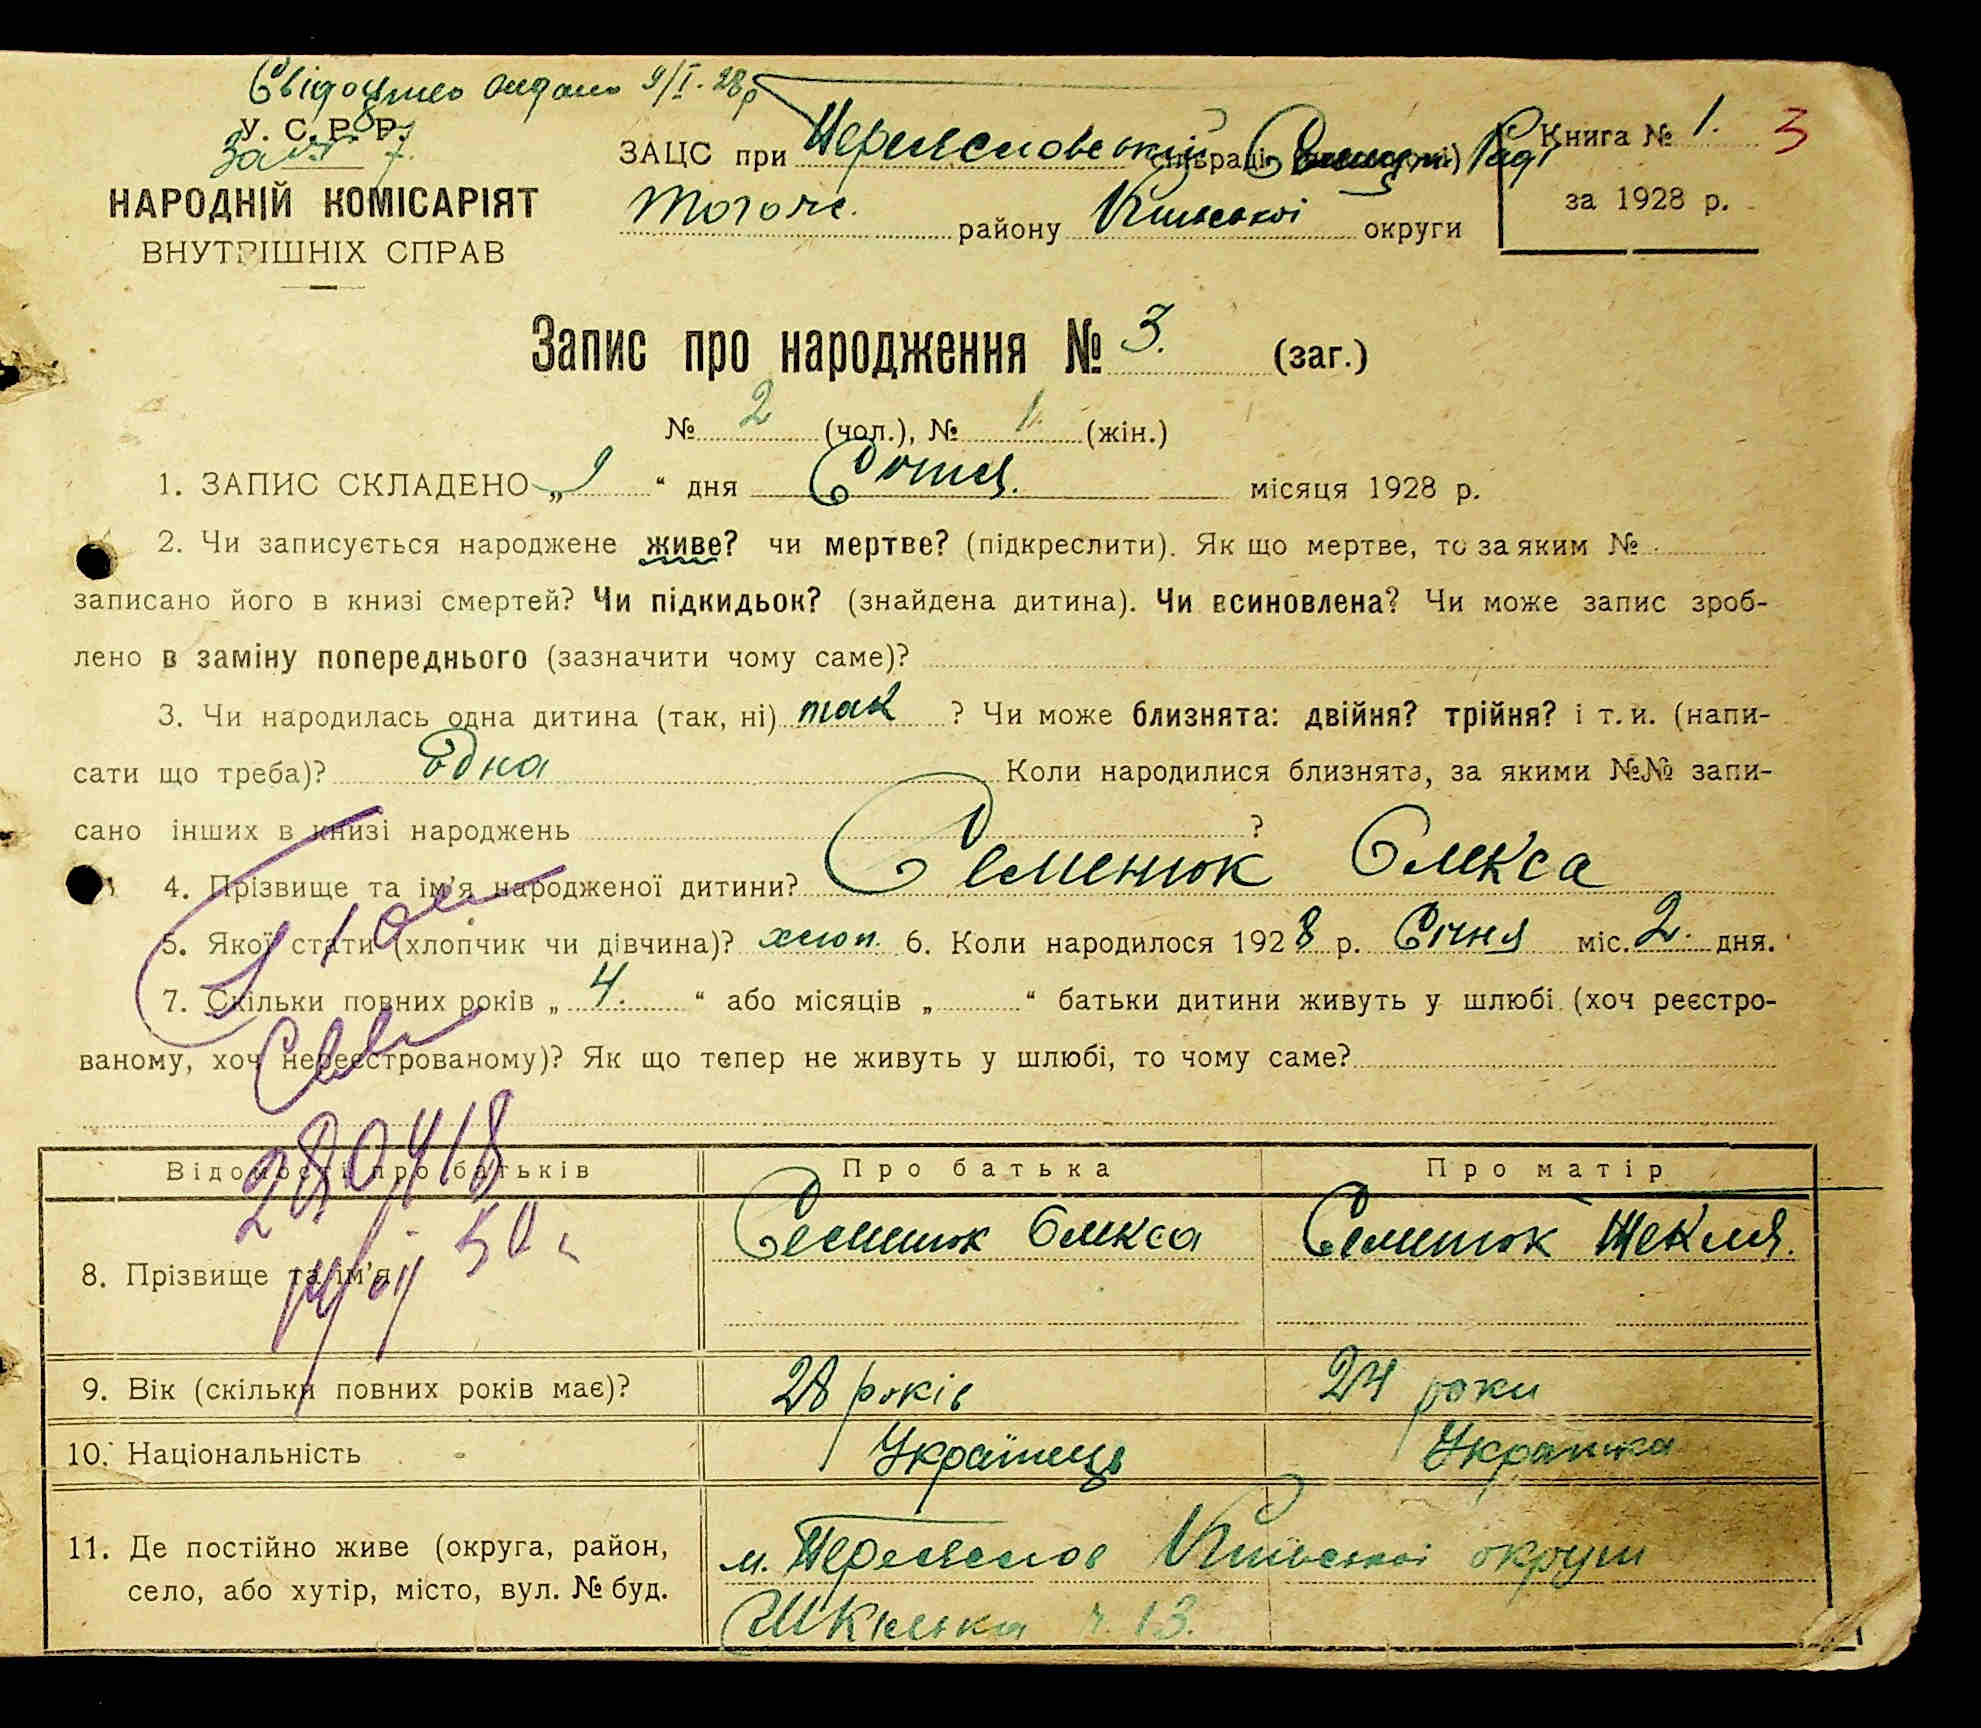 Свідоцтво видано 9/I. 28р
У. С. Р. Р.
за № 7.
ЗАЦС при Переяслівській Селищн. Раді
Книга № 1. 3
НАРОДНІЙ КОМІСАРІЯТ
того ж. району Київської округи
за 1928 р.
ВНУТРІШНІХ СПРАВ
Запис про народження № 3. (заг.)
№ 2 (чол.), № 1. (жін.)
1. ЗАПИС СКЛАДЕНО „ 9 “ дня Січня. місяця 1928 р.
2. Чи записується народжене живе? чи мертве? (підкреслити). Як що мертве, то за яким №
записано його в книзі смертей? Чи підкидьок? (знайдена дитина). Чи всиновлена? Чи може запис зроб-
лено в заміну попереднього (зазначити чому саме)?
3. Чи народилась одна дитина (так, ні) так ? Чи може близнята: двійня? трійня? і т. и. (напи-
сати що треба)? Одна Коли народилися близнята, за якими №№ запи-
сано інших в книзі народжень ?
4. Прізвище та ім'я народженої дитини? Семенюк Олекса
5. Якої стати (хлопчик чи дівчина)? хлоп. 6. Коли народилося 1928 р. Січня міс. 2. дня.
7. Скільки повних років „ 4. “ або місяців „ “ батьки дитини живуть у шлюбі (хоч реєстро-
ваному, хоч нереєстрованому)? Як що тепер не живуть у шлюбі, то чому саме?
280418
50
Відомості про батьків Про батька Про матір
8. Прізвище та ім'я Семенюк Олекса Семенюк Текля.
9. Вік (скільки повних років має)? 28 років 24 роки
10. Національність Українець Українка
11. Де постійно живе (округа, район, м. Переяслов Київської округи
село, або хутір, місто, вул. № буд. Шкільна ч. 13.